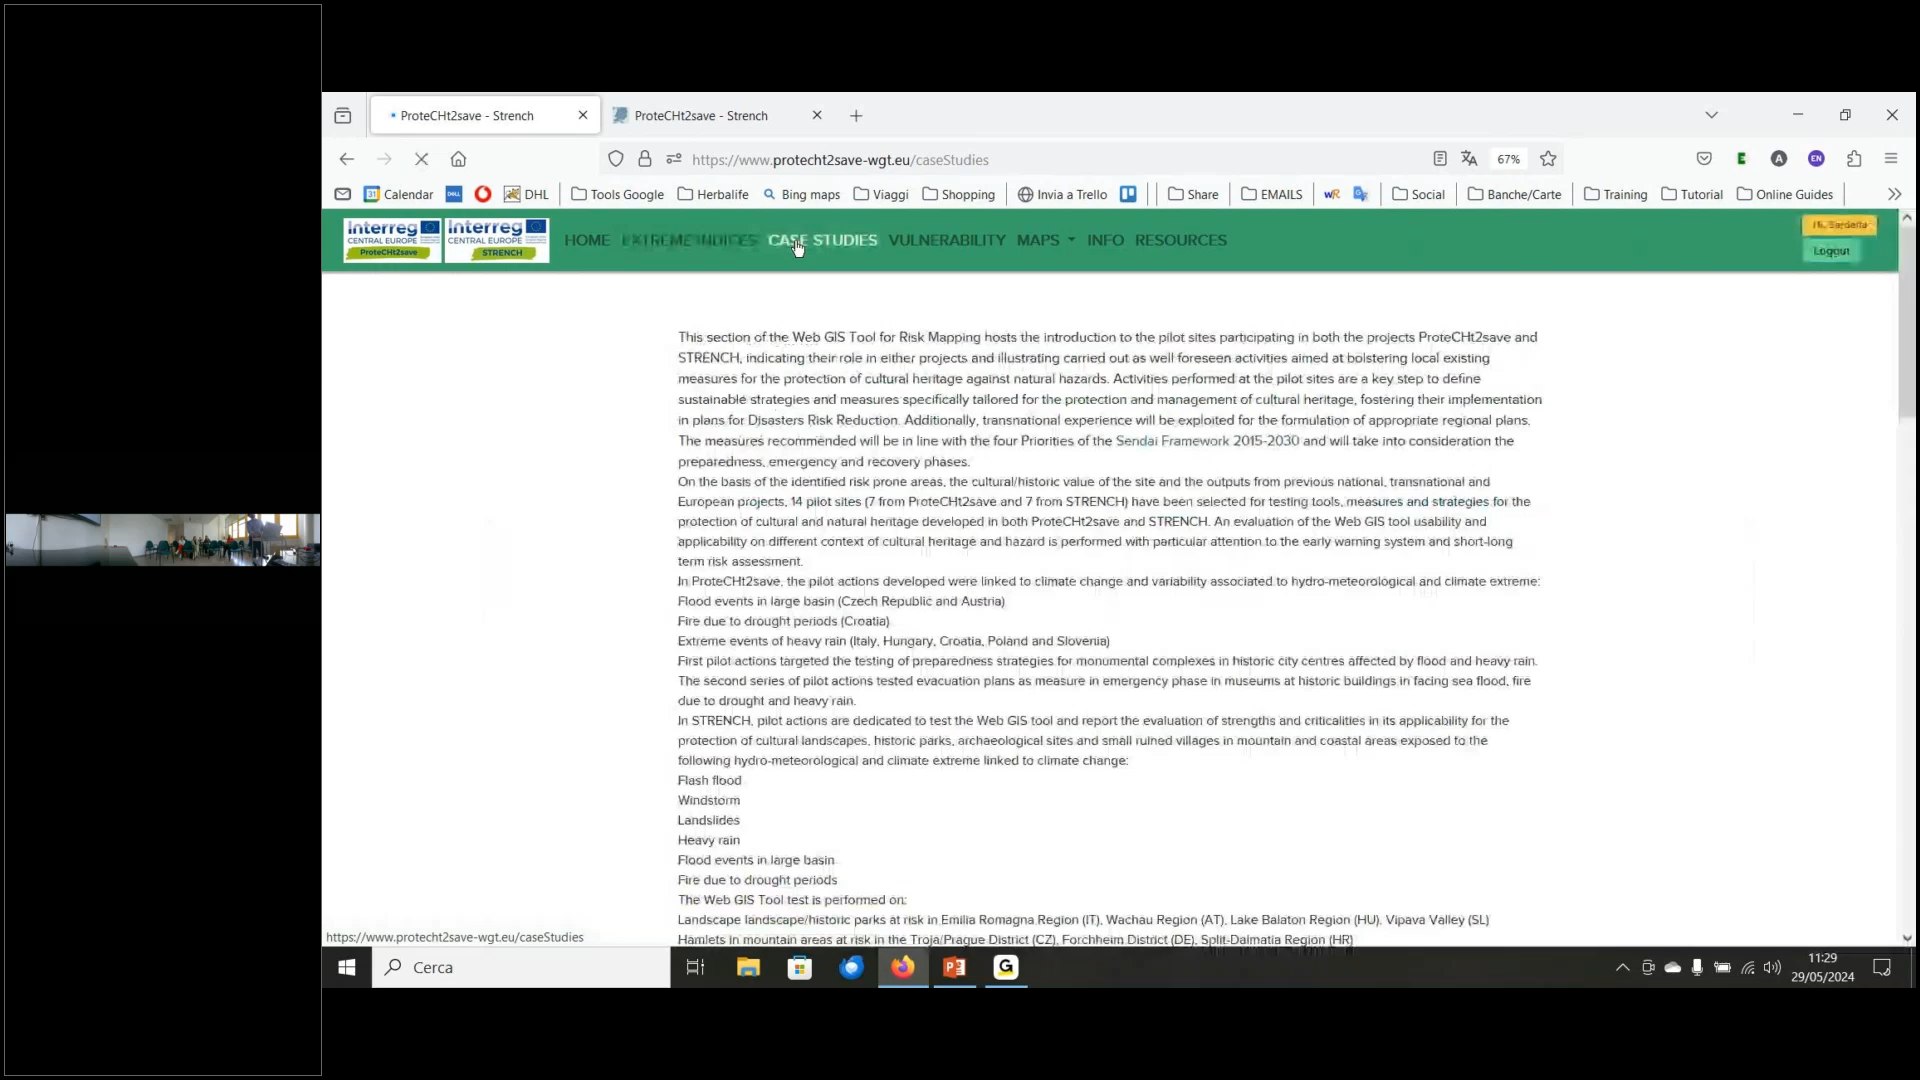 ProteCHt2save - Strench
ProteCHt2save - Strench
https://www.protecht2save-wgt.eu/caseStudies
67%
Calendar
DHL
Tools Google
Herbalife
Bing maps
Viaggi
Shopping
Invia a Trello
Share
EMAILS
Social
Banche/Carte
Training
Tutorial
Online Guides
Interreg
CENTRAL EUROPE
ProteCHt2save
Interreg
CENTRAL EUROPE
STRENCH
HOME
EXTREME INDICES
CASE STUDIES
VULNERABILITY
MAPS
INFO
RESOURCES
Logout
This section of the Web GIS Tool for Risk Mapping hosts the introduction to the pilot sites participating in both the projects ProteCHt2save and
STRENCH, indicating their role in either projects and illustrating carried out as well foreseen activities aimed at bolstering local existing
measures for the protection of cultural heritage against natural hazards. Activities performed at the pilot sites are a key step to define
sustainable strategies and measures specifically tailored for the protection and management of cultural heritage, fostering their implementation
in plans for Disasters Risk Reduction. Additionally, transnational experience will be exploited for the formulation of appropriate regional plans.
The measures recommended will be in line with the four Priorities of the Sendai Framework 2015-2030 and will take into consideration the
preparedness, emergency and recovery phases.
On the basis of the identified risk prone areas, the cultural/historic value of the site and the outputs from previous national, transnational and
European projects, 14 pilot sites (7 from ProteCHt2save and 7 from STRENCH) have been selected for testing tools, measures and strategies for the
protection of cultural and natural heritage developed in both ProteCHt2save and STRENCH. An evaluation of the Web GIS tool usability and
applicability on different context of cultural heritage and hazard is performed with particular attention to the early warning system and short-long
term risk assessment.
In ProteCHt2save, the pilot actions developed were linked to climate change and variability associated to hydro-meteorological and climate extreme:
Flood events in large basin (Czech Republic and Austria)
Fire due to drought periods (Croatia)
Extreme events of heavy rain (Italy, Hungary, Croatia, Poland and Slovenia)
First pilot actions targeted the testing of preparedness strategies for monumental complexes in historic city centres affected by flood and heavy rain.
The second series of pilot actions tested evacuation plans as measure in emergency phase in museums at historic buildings in facing sea flood, fire
due to drought and heavy rain.
In STRENCH, pilot actions are dedicated to test the Web GIS tool and report the evaluation of strengths and criticalities in its applicability for the
protection of cultural landscapes, historic parks, archaeological sites and small ruined villages in mountain and coastal areas exposed to the
following hydro-meteorological and climate extreme linked to climate change:
Flash flood
Windstorm
Landslides
Heavy rain
Flood events in large basin
Fire due to drought periods
The Web GIS Tool test is performed on:
Landscape landscape/historic parks at risk in Emilia Romagna Region (IT), Wachau Region (AT), Lake Balaton Region (HU), Vipava Valley (SL)
Hamlets in mountain areas at risk in the Troja/Prague District (CZ), Forchheim District (DE), Split-Dalmatia Region (HR)
https://www.protecht2save-wgt.eu/caseStudies
Cerca
11:29
29/05/2024